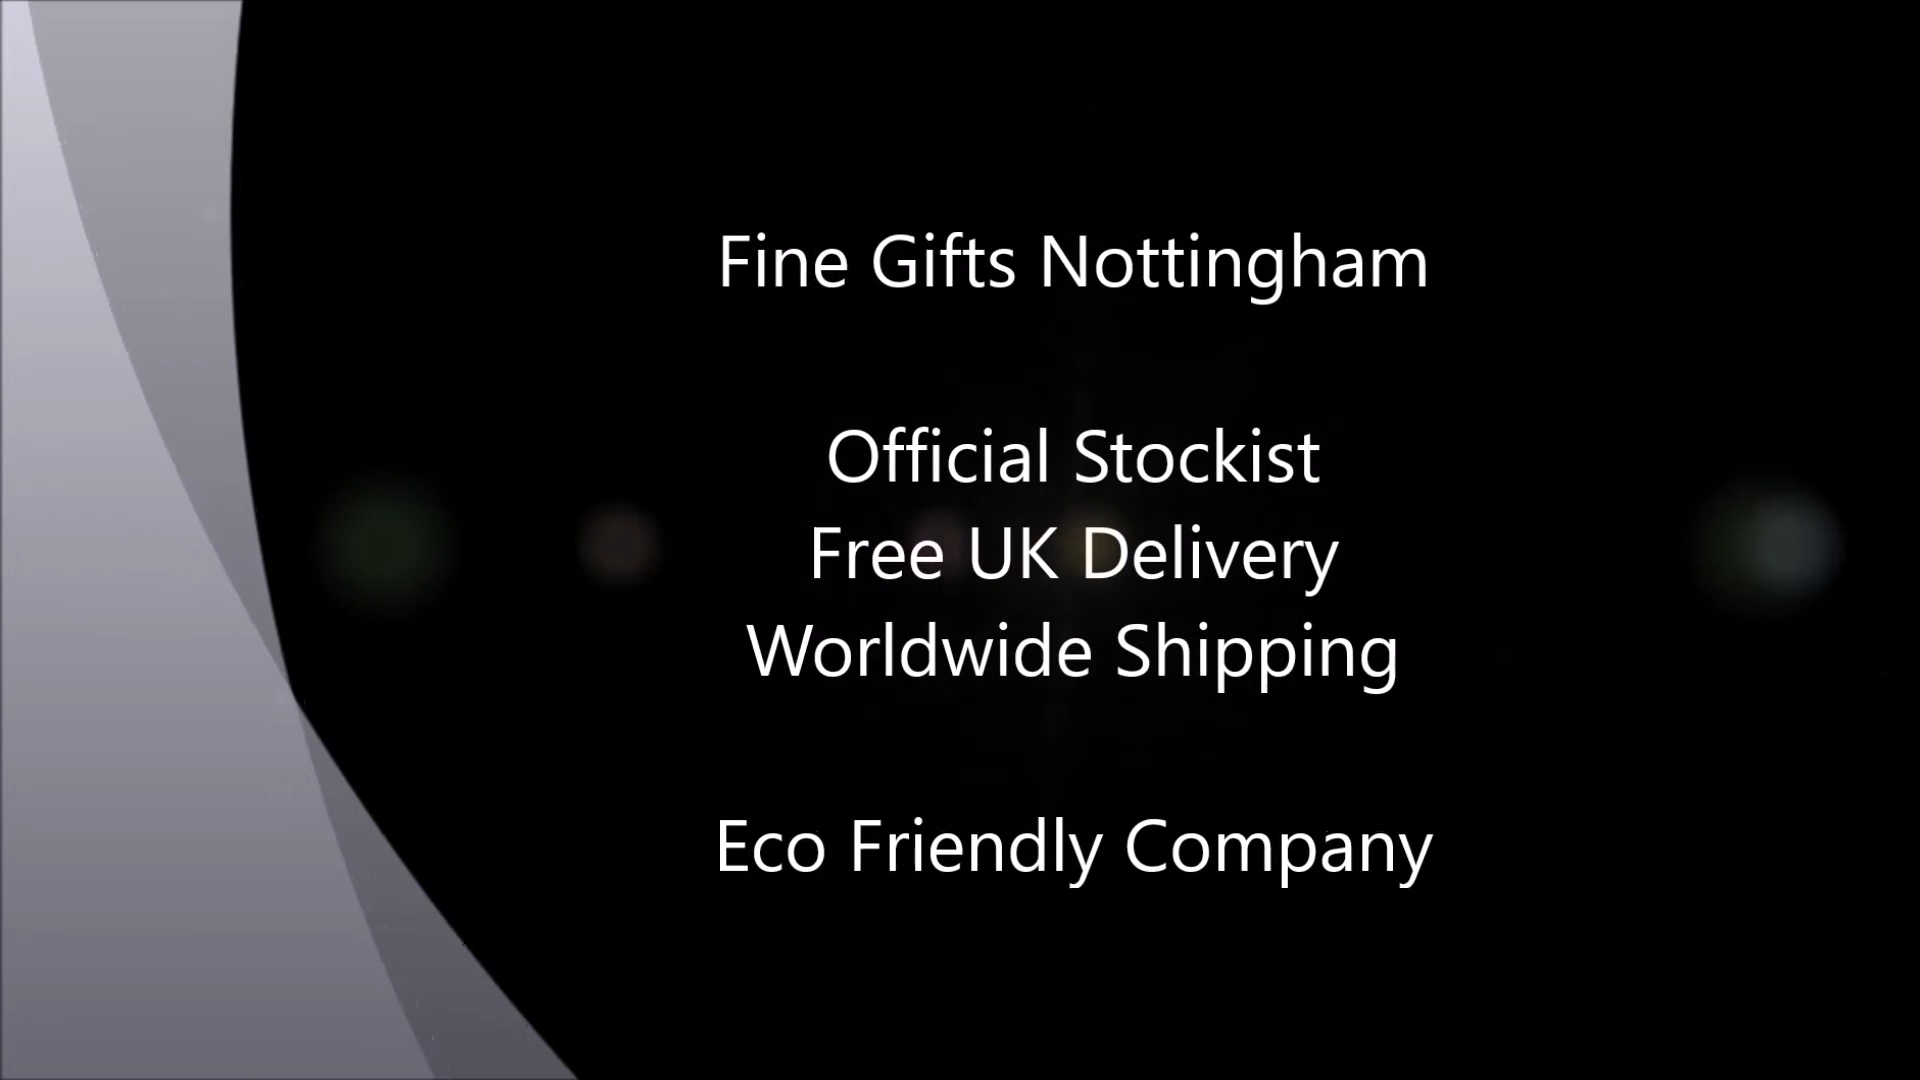 Fine Gifts Nottingham
Official Stockist
Free UK Delivery
Worldwide Shipping
Eco Friendly Company